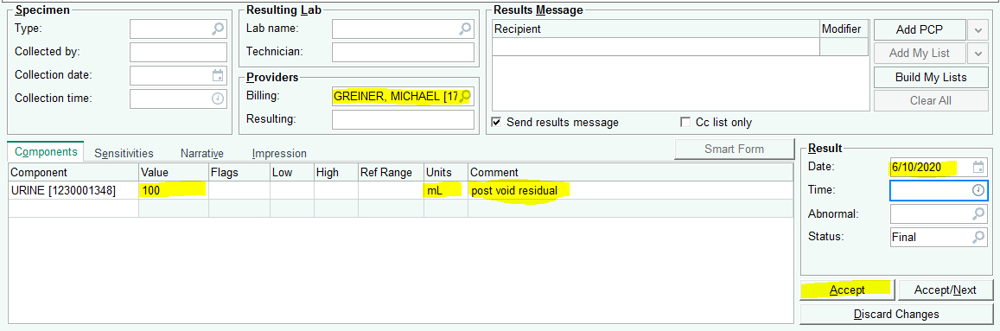 Specimen
Type:
Collected by:
Collection date:
Collection time:
Resulting Lab
Lab name:
Technician:
Providers
Billing: GREINER, MICHAEL [17
Resulting:
Results Message
Recipient Modifier
Add PCP
Add My List
Build My Lists
Clear All
Send results message Cc list only
Components Sensitivities Narrative Impression
Smart Form
Component Value Flags Low High Ref Range Units Comment
URINE [1230001348] 100 mL post void residual
Result
Date: 6/10/2020
Time:
Abnormal:
Status: Final
Accept Accept/Next
Discard Changes